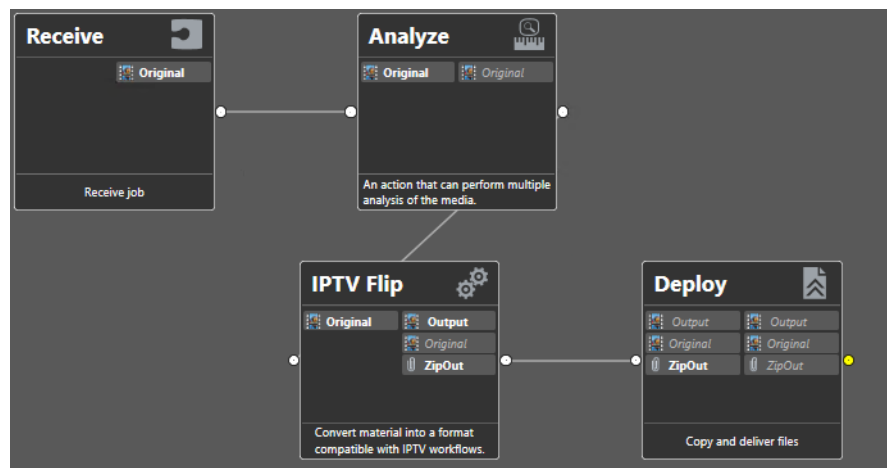 Receive
Original
Receive job
Analyze
Original Original
An action that can perform multiple
analysis of the media.
IPTV Flip
Original Output
Original
ZipOut
Convert material into a format
compatible with IPTV workflows.
Deploy
Output Output
Original Original
ZipOut ZipOut
Copy and deliver files